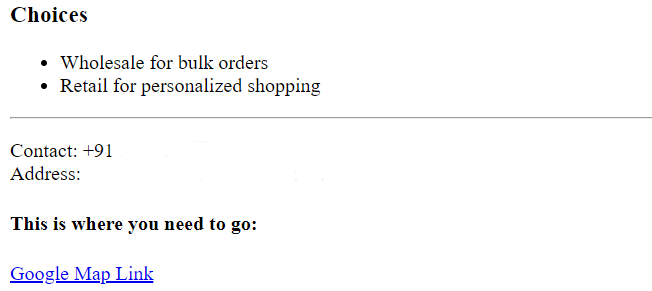 Choices
Wholesale for bulk orders
Retail for personalized shopping
Contact: +91
Address:
This is where you need to go:
Google Map Link